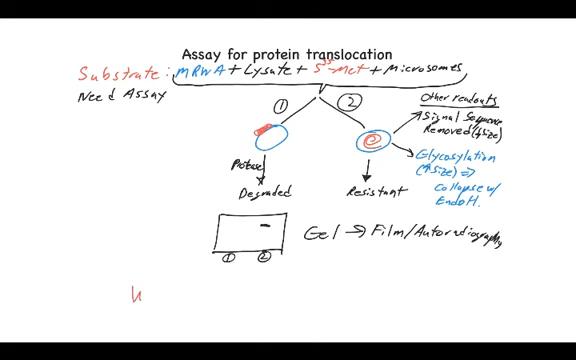 Assay for protein translocation
Substrate: mRNA + Lysate + S35-Met + Microsomes
Need Assay
① ②
Other readouts
Signal Sequence
Removed (↓Size)
Protease
Glycosylation
(↑Size) ⇒
Collapse w/
Endo H.
Degraded Resistant
Gel → Film/Autoradiography
① ②